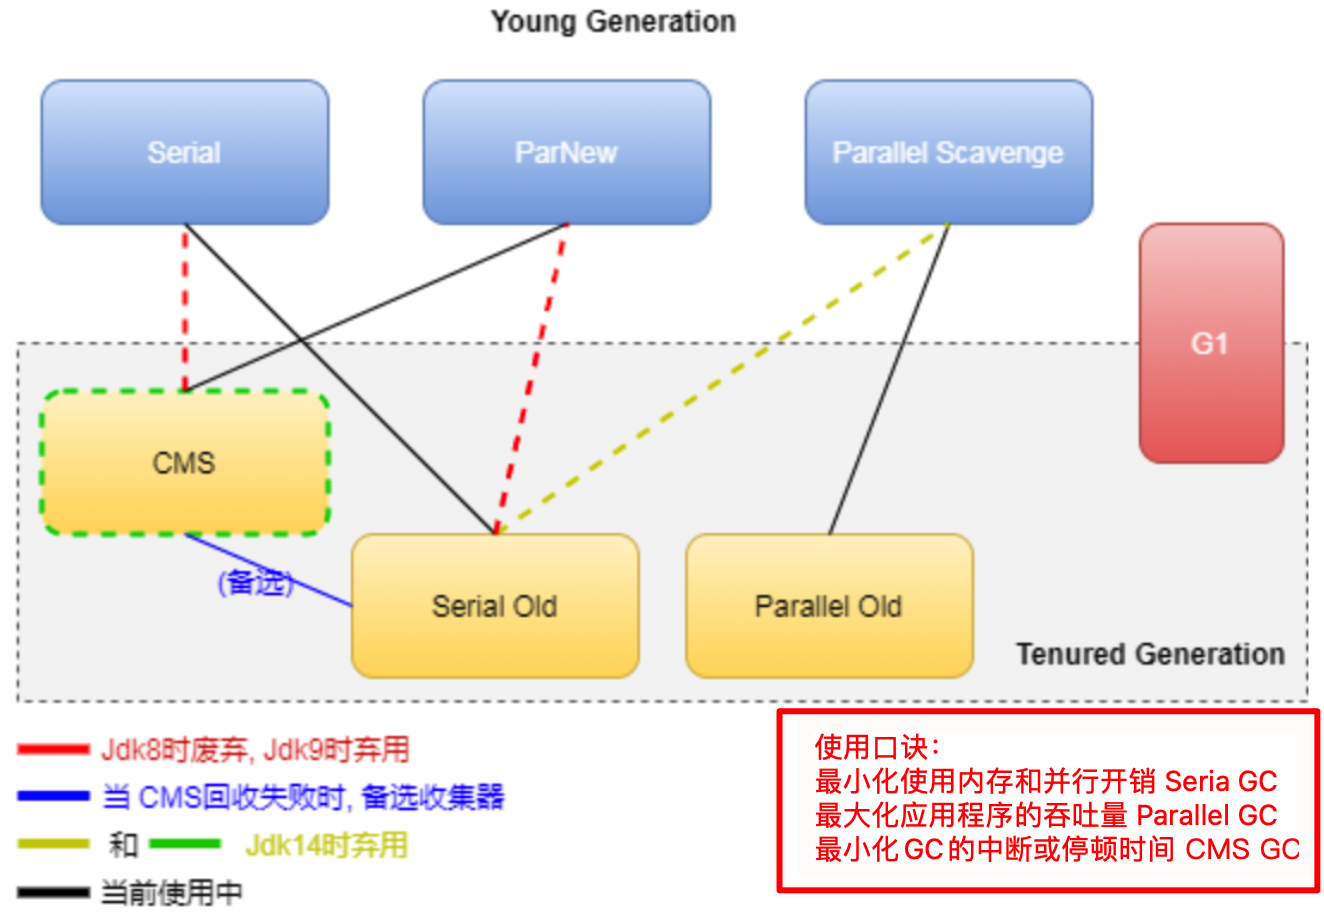 Young Generation
Serial
ParNew
Parallel Scavenge
G1
CMS
(备选)
Serial Old
Parallel Old
Tenured Generation
Jdk8时废弃, Jdk9时弃用
当 CMS回收失败时, 备选收集器
和 Jdk14时弃用
当前使用中
使用口诀：
最小化使用内存和并行开销 Seria GC
最大化应用程序的吞吐量 Parallel GC
最小化GC的中断或停顿时间 CMS GC